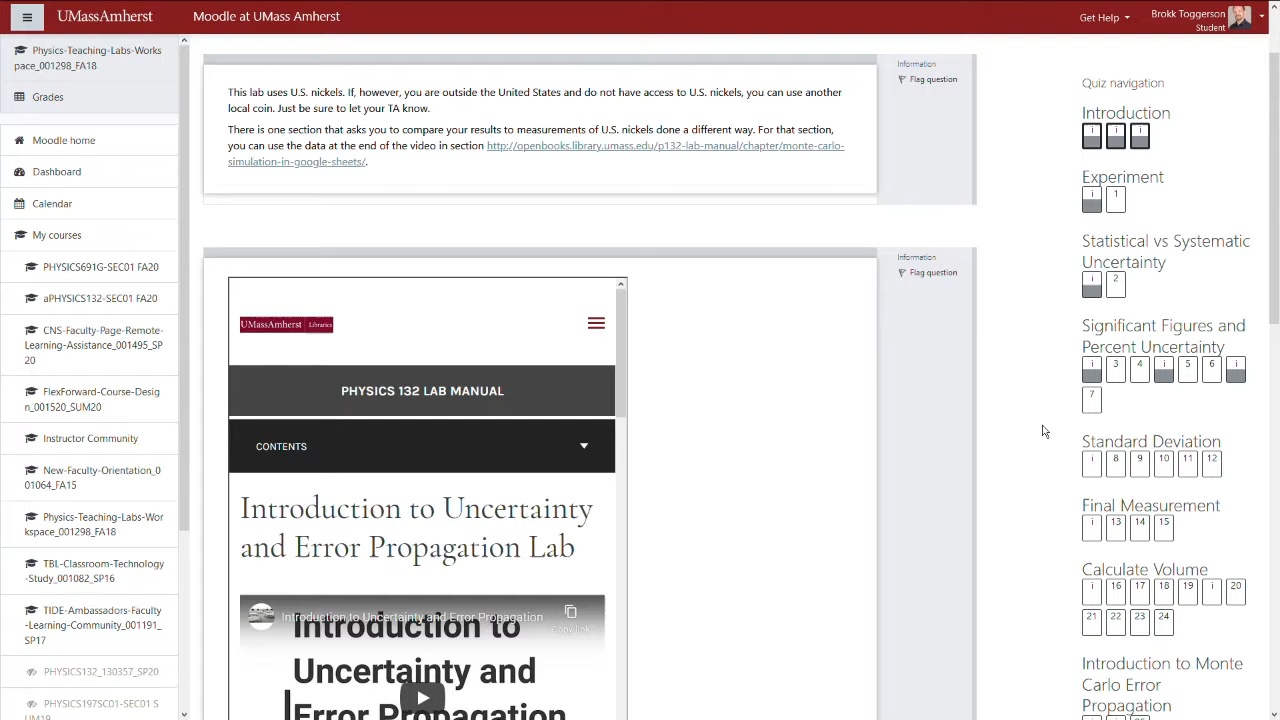 UMassAmherst
Moodle at UMass Amherst
Get Help
Brokk Toggerson
Student
Physics-Teaching-Labs-Works
pace_001298_FA18
Grades
Moodle home
Dashboard
Calendar
My courses
PHYSICS691G-SEC01 FA20
aPHYSICS132-SEC01 FA20
CNS-Faculty-Page-Remote-
Learning-Assistance_001495_SP
20
FlexForward-Course-Desig
n_001520_SUM20
Instructor Community
New-Faculty-Orientation_0
01064_FA15
Physics-Teaching-Labs-Wor
kspace_001298_FA18
TBL-Classroom-Technology
-Study_001082_SP16
TIDE-Ambassadors-Faculty
-Learning-Community_001191_
SP17
PHYSICS132_130357_SP20
PHYSICS197SC01-SEC01 S
UM19
This lab uses U.S. nickels. If, however, you are outside the United States and do not have access to U.S. nickels, you can use another
local coin. Just be sure to let your TA know.
There is one section that asks you to compare your results to measurements of U.S. nickels done a different way. For that section,
you can use the data at the end of the video in section http://openbooks.library.umass.edu/p132-lab-manual/chapter/monte-carlo-
simulation-in-google-sheets/.
Information
Flag question
Information
Flag question
UMassAmherst | Libraries
PHYSICS 132 LAB MANUAL
CONTENTS
Introduction to Uncertainty
and Error Propagation Lab
Introduction to Uncertainty and Error Propagation
Copy link
Introduction to
Uncertainty and
Error Propagation
Quiz navigation
Introduction
i i i
Experiment
i 1
Statistical vs Systematic
Uncertainty
i 2
Significant Figures and
Percent Uncertainty
i 3 4 i 5 6 i
7
Standard Deviation
i 8 9 10 11 12
Final Measurement
i 13 14 15
Calculate Volume
i 16 17 18 19 i 20
21 22 23 24
Introduction to Monte
Carlo Error
Propagation